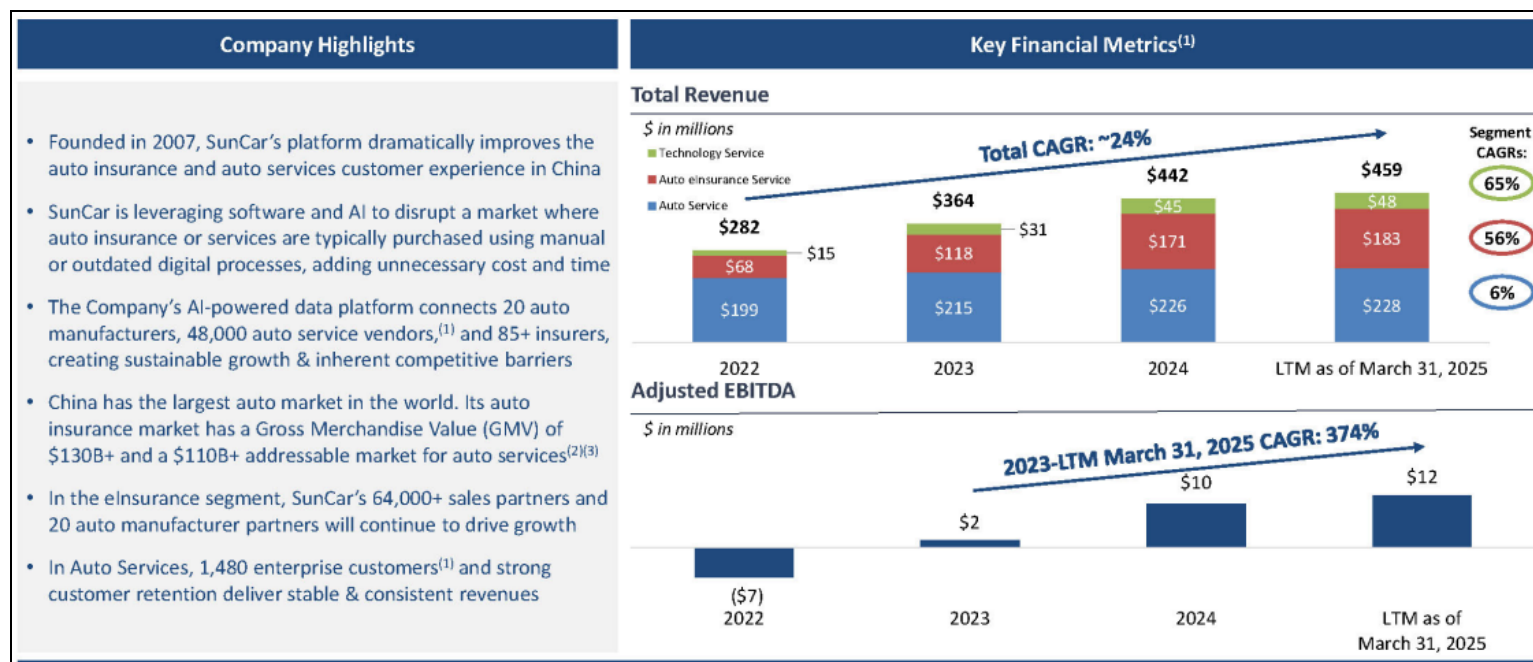 Company Highlights
• Founded in 2007, SunCar’s platform dramatically improves the
auto insurance and auto services customer experience in China
• SunCar is leveraging software and AI to disrupt a market where
auto insurance or services are typically purchased using manual
or outdated digital processes, adding unnecessary cost and time
• The Company’s AI-powered data platform connects 20 auto
manufacturers, 48,000 auto service vendors,(1) and 85+ insurers,
creating sustainable growth & inherent competitive barriers
• China has the largest auto market in the world. Its auto
insurance market has a Gross Merchandise Value (GMV) of
$130B+ and a $110B+ addressable market for auto services(2)(3)
• In the eInsurance segment, SunCar’s 64,000+ sales partners and
20 auto manufacturer partners will continue to drive growth
• In Auto Services, 1,480 enterprise customers(1) and strong
customer retention deliver stable & consistent revenues
Key Financial Metrics(1)
Total Revenue
$ in millions
Technology Service
Auto eInsurance Service
Auto Service
Total CAGR: ~24%
Segment
CAGRs:
65%
56%
6%
$282
$15
$68
$199
$364
$31
$118
$215
$442
$45
$171
$226
$459
$48
$183
$228
2022
2023
2024
LTM as of March 31, 2025
Adjusted EBITDA
$ in millions
2023-LTM March 31, 2025 CAGR: 374%
($7)
$2
$10
$12
2022
2023
2024
LTM as of
March 31, 2025